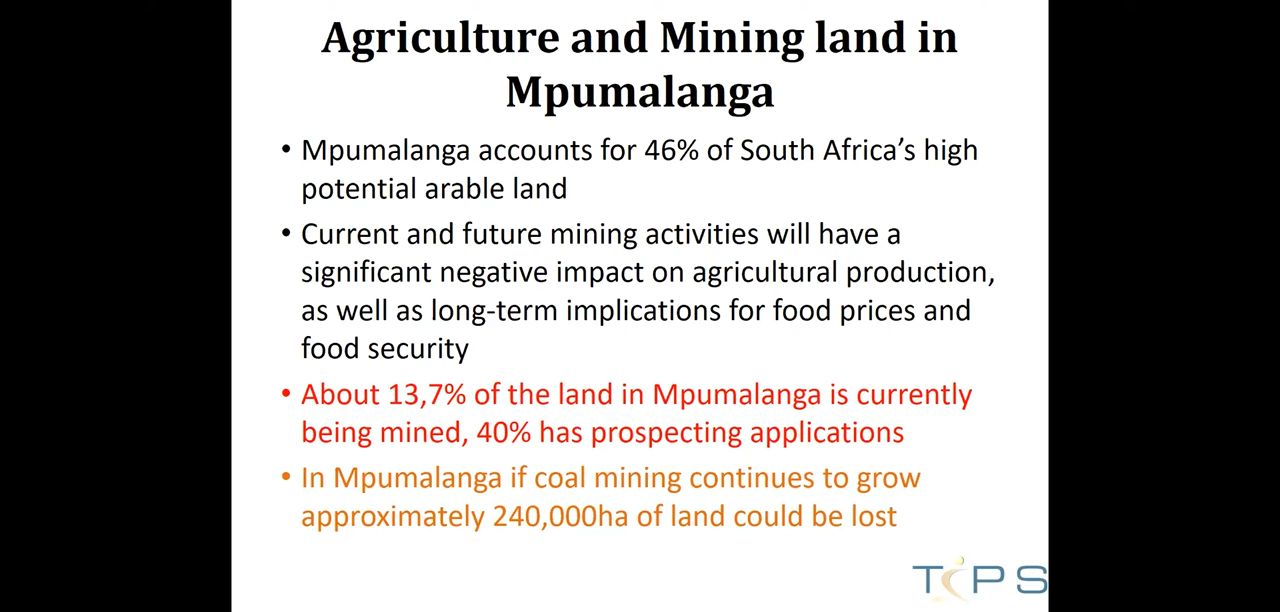 Agriculture and Mining land in
Mpumalanga
• Mpumalanga accounts for 46% of South Africa's high
potential arable land
• Current and future mining activities will have a
significant negative impact on agricultural production,
as well as long-term implications for food prices and
food security
• About 13,7% of the land in Mpumalanga is currently
being mined, 40% has prospecting applications
• In Mpumalanga if coal mining continues to grow
approximately 240,000ha of land could be lost
TIPS